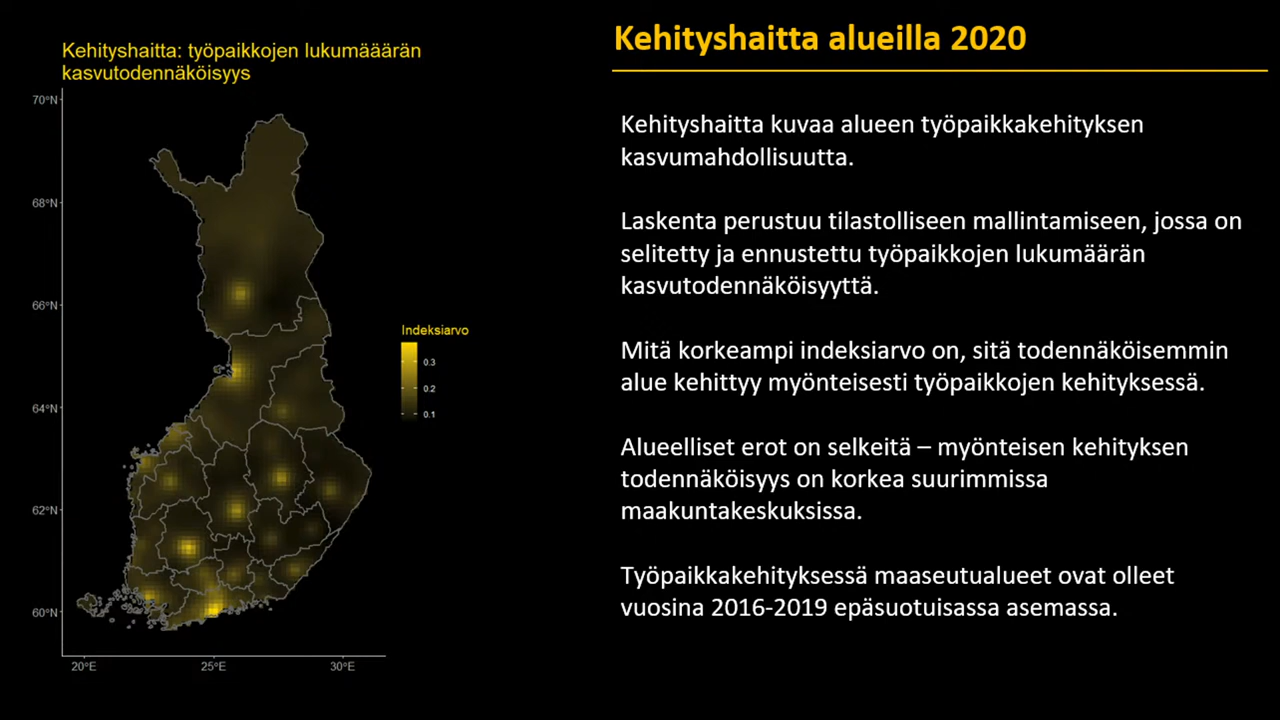 Kehityshaitta: työpaikkojen lukumääärän
kasvutodennäköisyys
70°N
68°N
66°N
64°N
62°N
60°N
20°E
25°E
30°E
Indeksiarvo
0.3
0.2
0.1
Kehityshaitta alueilla 2020
Kehityshaitta kuvaa alueen työpaikkakehityksen
kasvumahdollisuutta.
Laskenta perustuu tilastolliseen mallintamiseen, jossa on
selitetty ja ennustettu työpaikkojen lukumäärän
kasvutodennäköisyyttä.
Mitä korkeampi indeksiarvo on, sitä todennäköisemmin
alue kehittyy myönteisesti työpaikkojen kehityksessä.
Alueelliset erot on selkeitä – myönteisen kehityksen
todennäköisyys on korkea suurimmissa
maakuntakeskuksissa.
Työpaikkakehityksessä maaseutualueet ovat olleet
vuosina 2016-2019 epäsuotuisassa asemassa.